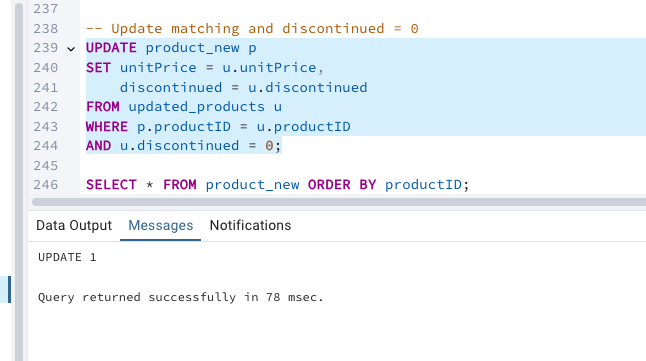 237
238 -- Update matching and discontinued = 0
239 UPDATE product_new p
240 SET unitPrice = u.unitPrice,
241 discontinued = u.discontinued
242 FROM updated_products u
243 WHERE p.productID = u.productID
244 AND u.discontinued = 0;
245
246 SELECT * FROM product_new ORDER BY productID;
Data Output Messages Notifications
UPDATE 1
Query returned successfully in 78 msec.